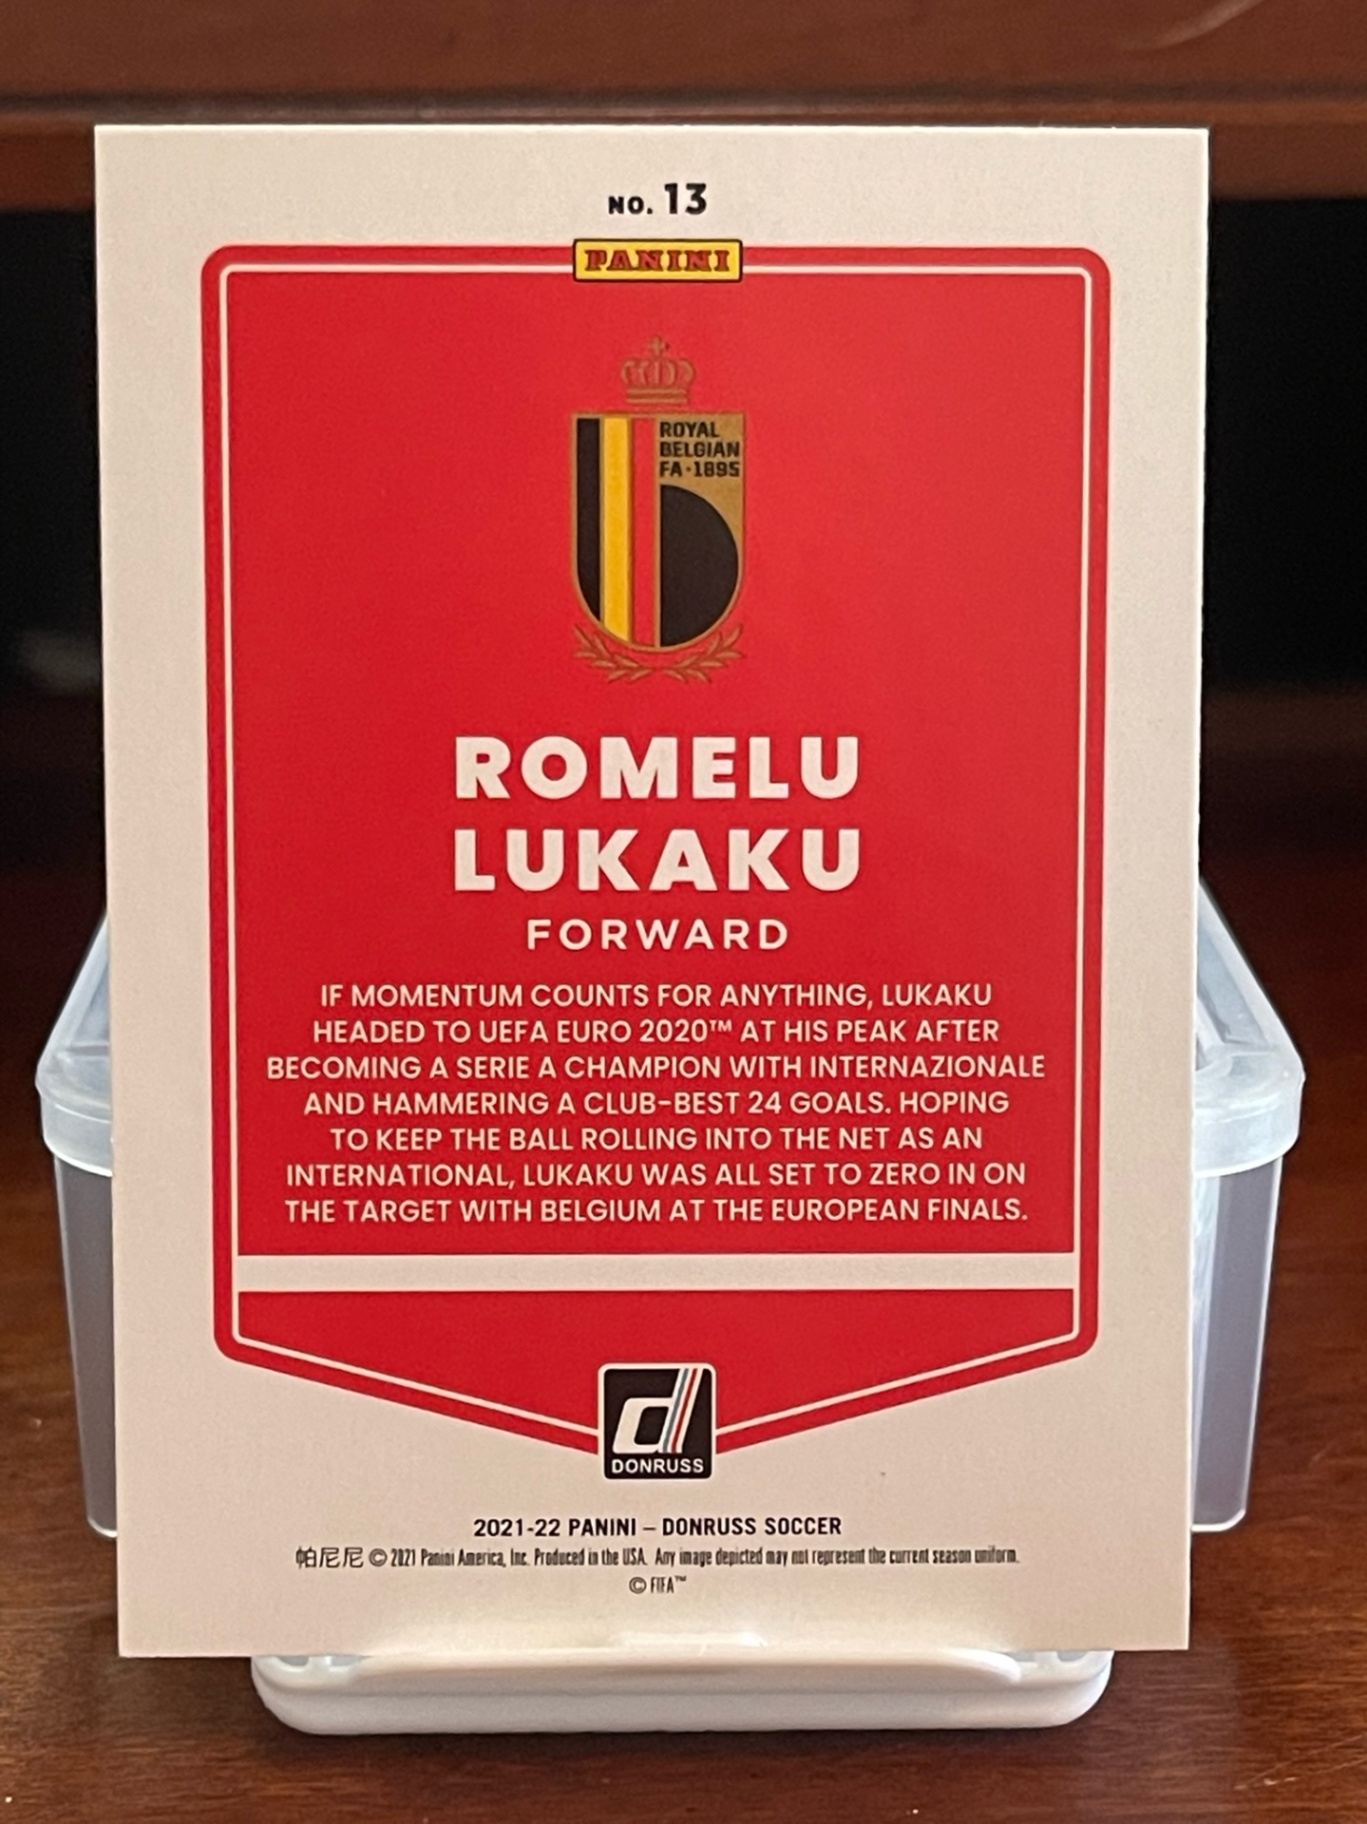 NO. 13
PANINI
ROYAL
BELGIAN
FA·1895
ROMELU
LUKAKU
FORWARD
IF MOMENTUM COUNTS FOR ANYTHING, LUKAKU
HEADED TO UEFA EURO 2020™ AT HIS PEAK AFTER
BECOMING A SERIE A CHAMPION WITH INTERNAZIONALE
AND HAMMERING A CLUB-BEST 24 GOALS. HOPING
TO KEEP THE BALL ROLLING INTO THE NET AS AN
INTERNATIONAL, LUKAKU WAS ALL SET TO ZERO IN ON
THE TARGET WITH BELGIUM AT THE EUROPEAN FINALS.
d
DONRUSS
2021-22 PANINI – DONRUSS SOCCER
帕尼尼 © 2021 Panini America, Inc. Produced in the USA. Any image depicted may not represent the current season uniform.
© FIFA™